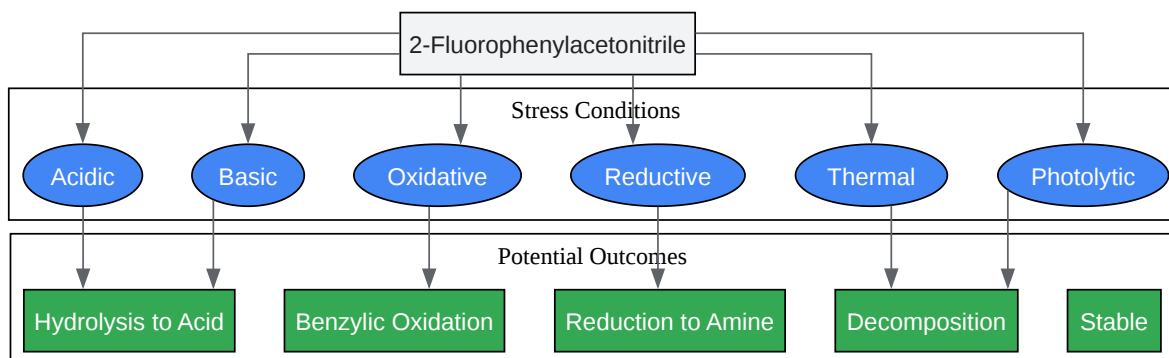 2-Fluorophenylacetonitrile
Stress Conditions
Acidic
Basic
Oxidative
Reductive
Thermal
Photolytic
Potential Outcomes
Hydrolysis to Acid
Benzylic Oxidation
Reduction to Amine
Decomposition
Stable